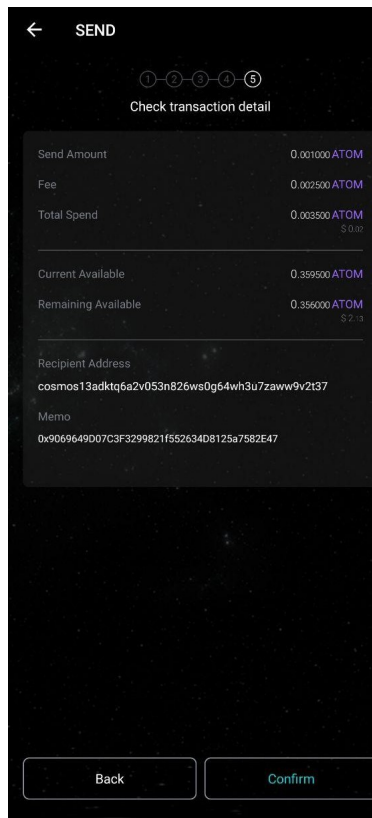 SEND
1 2 3 4 5
Check transaction detail
Send Amount 0.001000 ATOM
Fee 0.002500 ATOM
Total Spend 0.003500 ATOM
$ 0.02
Current Available 0.359500 ATOM
Remaining Available 0.356000 ATOM
$ 2.13
Recipient Address
cosmos13adktq6a2v053n826ws0g64wh3u7zaww9v2t37
Memo
0x9069649D07C3F3299821f552634D8125a7582E47
Back Confirm